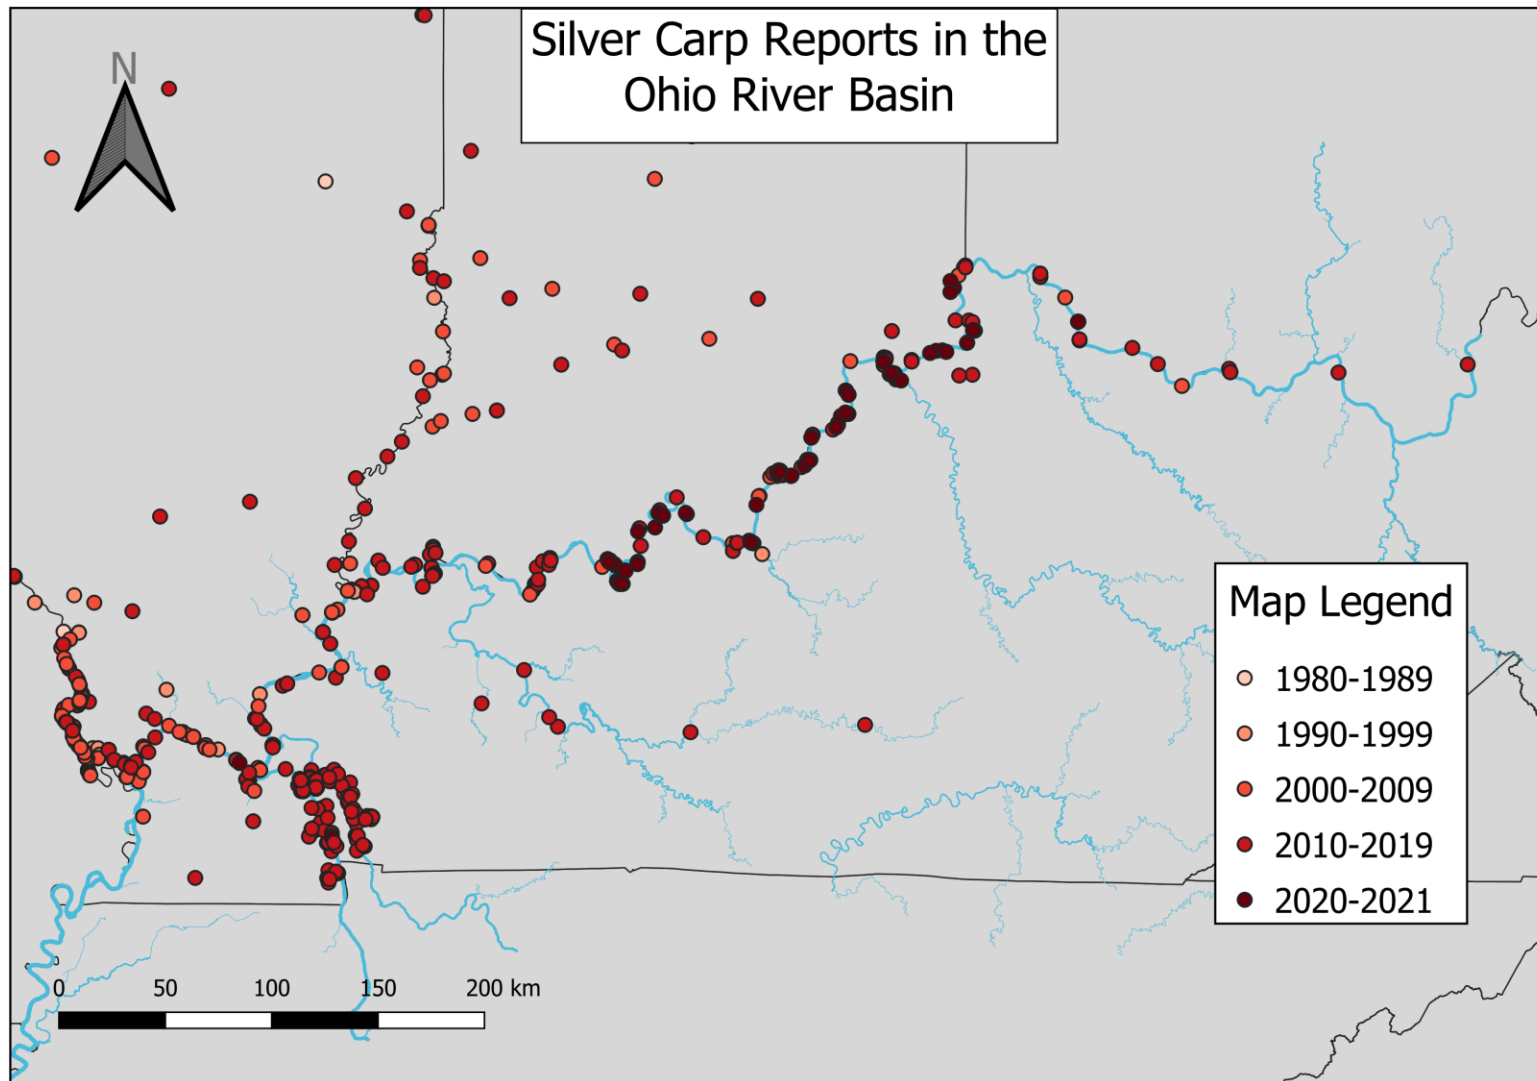 Silver Carp Reports in the
Ohio River Basin
N
Map Legend
1980-1989
1990-1999
2000-2009
2010-2019
2020-2021
0 50 100 150 200 km